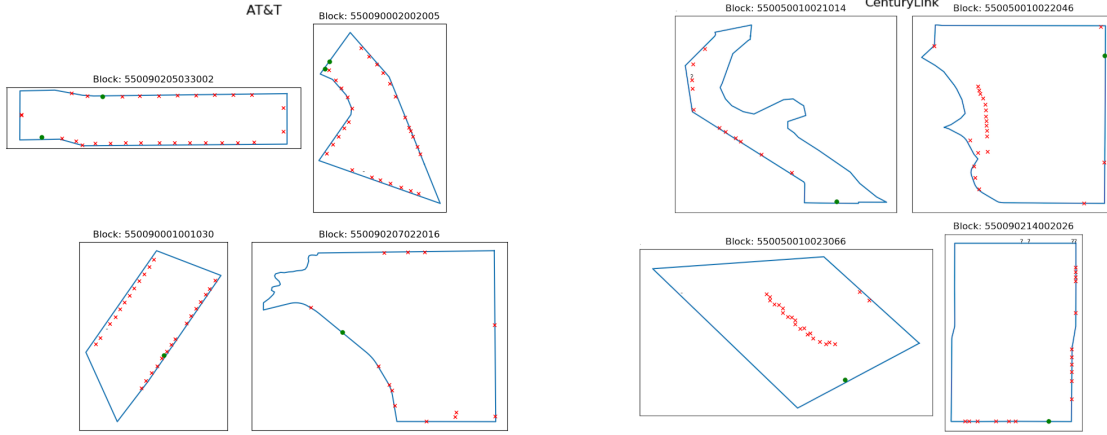 AT&T
CenturyLink
Block: 550090002002005
Block: 550050010021014
Block: 550050010022046
Block: 550090205033002
?
Block: 550090001001030
Block: 550090207022016
Block: 550050010023066
Block: 550090214002026
? ? ??